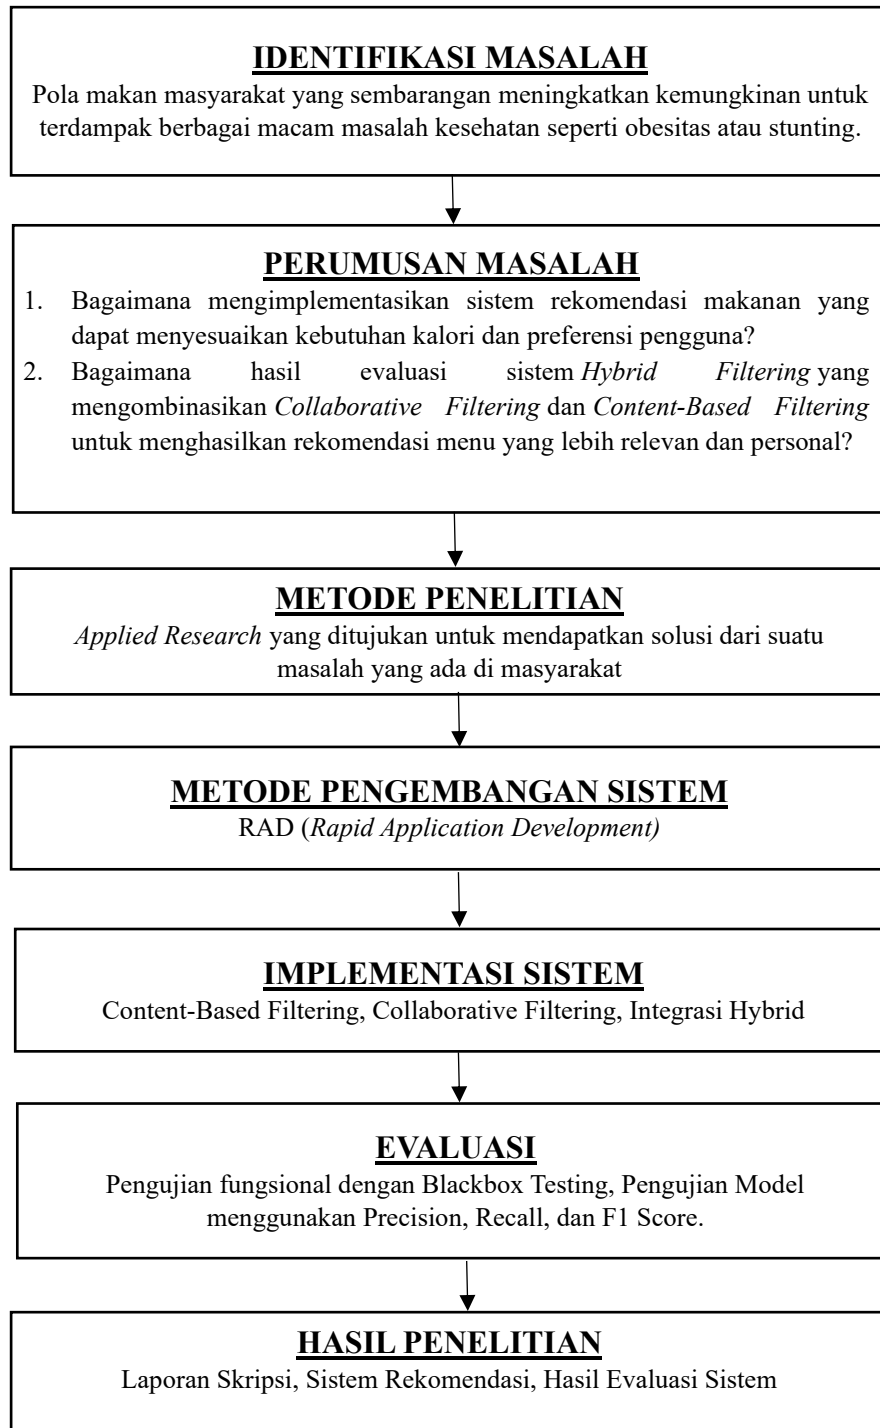 IDENTIFIKASI MASALAH
Pola makan masyarakat yang sembarangan meningkatkan kemungkinan untuk
terdampak berbagai macam masalah kesehatan seperti obesitas atau stunting.
PERUMUSAN MASALAH
1. Bagaimana mengimplementasikan sistem rekomendasi makanan yang
dapat menyesuaikan kebutuhan kalori dan preferensi pengguna?
2. Bagaimana hasil evaluasi sistem Hybrid Filtering yang
mengombinasikan Collaborative Filtering dan Content-Based Filtering
untuk menghasilkan rekomendasi menu yang lebih relevan dan personal?
METODE PENELITIAN
Applied Research yang ditujukan untuk mendapatkan solusi dari suatu
masalah yang ada di masyarakat
METODE PENGEMBANGAN SISTEM
RAD (Rapid Application Development)
IMPLEMENTASI SISTEM
Content-Based Filtering, Collaborative Filtering, Integrasi Hybrid
EVALUASI
Pengujian fungsional dengan Blackbox Testing, Pengujian Model
menggunakan Precision, Recall, dan F1 Score.
HASIL PENELITIAN
Laporan Skripsi, Sistem Rekomendasi, Hasil Evaluasi Sistem